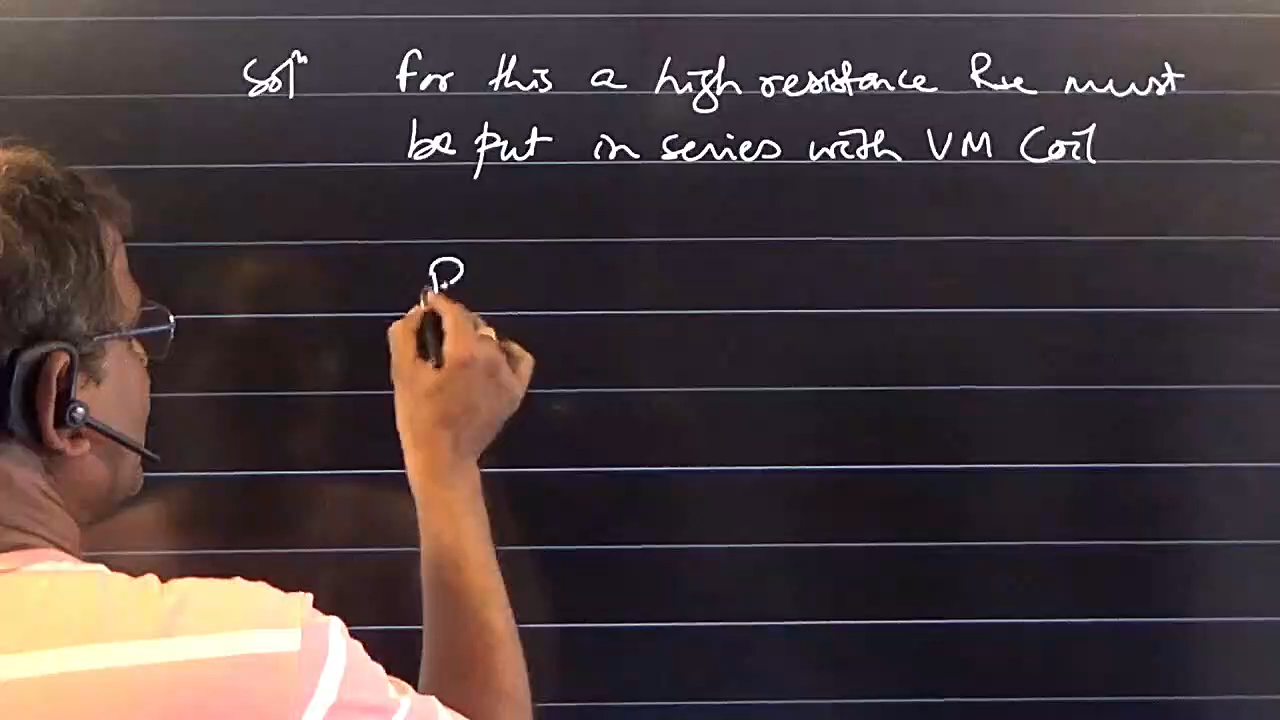 Solⁿ For this a high resistance Rse must
be put in series with VM Coil
R